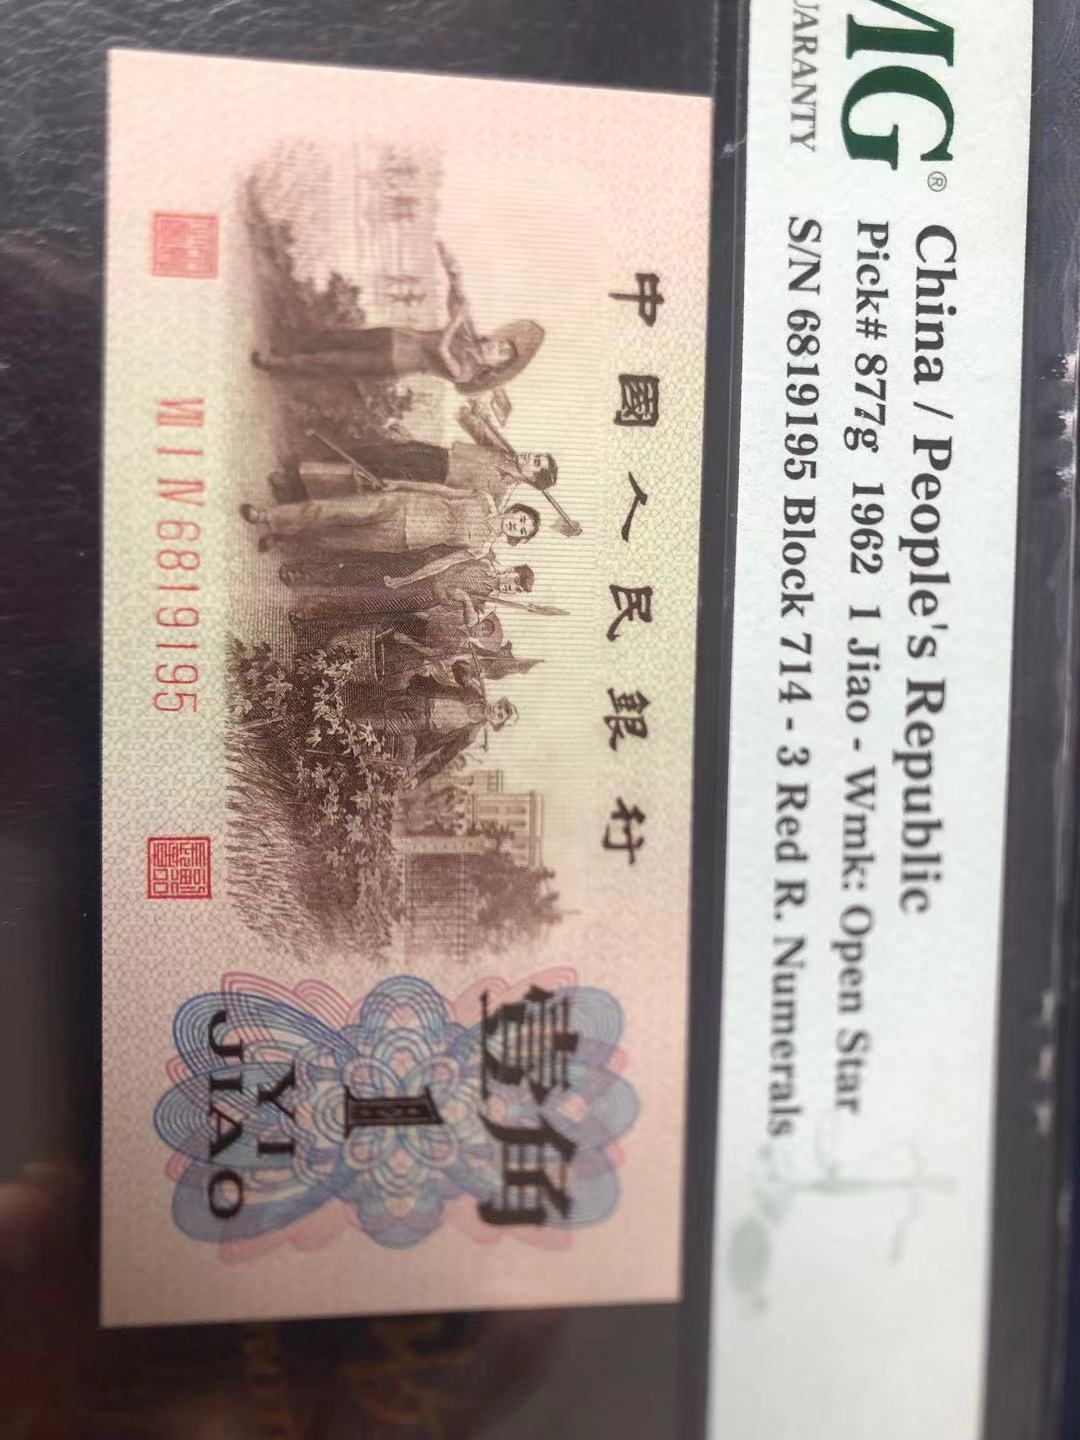 MG®
UARANTY
China / People's Republic
Pick# 877g 1962 1 Jiao - Wmk: Open Star
S/N 6819195 Block 714 - 3 Red R. Numerals
中國人民銀行
壹角
1
YI
JIAO
VII I IV 6819195